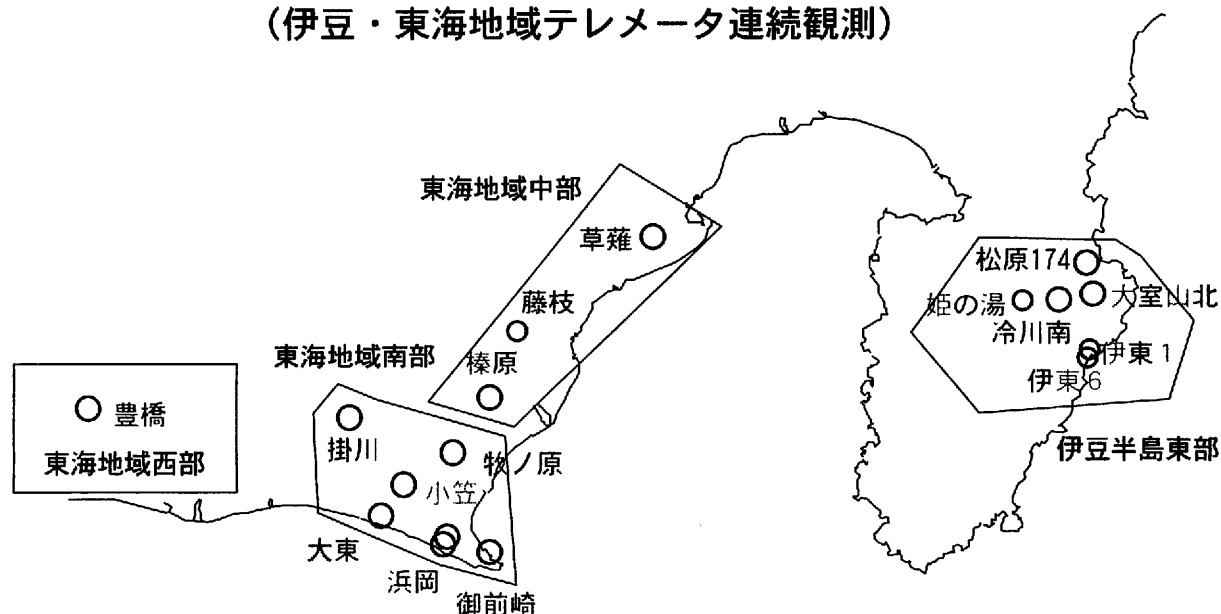 (伊豆・東海地域テレメータ連続観測)
東海地域中部
草薙
藤枝
榛原
東海地域南部
掛川
牧ノ原
小笠
大東
浜岡
御前崎
豊橋
東海地域西部
松原174
姫の湯
大室山北
冷川南
伊東1
伊東6
伊豆半島東部